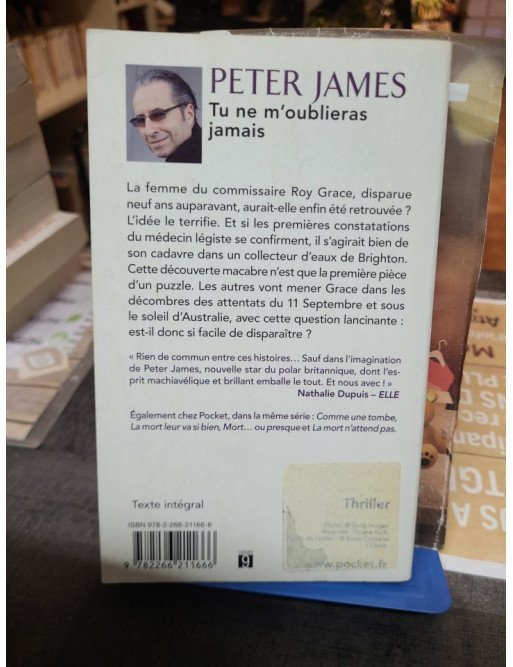 PETER JAMES
Tu ne m'oublieras
jamais
La femme du commissaire Roy Grace, disparue
neuf ans auparavant, aurait-elle enfin été retrouvée ?
L'idée le terrifie. Et si les premières constatations
du médecin légiste se confirment, il s'agirait bien de
son cadavre dans un collecteur d'eaux de Brighton.
Cette découverte macabre n'est que la première pièce
d'un puzzle. Les autres vont mener Grace dans les
décombres des attentats du 11 Septembre et sous
le soleil d'Australie, avec cette question lancinante :
est-il donc si facile de disparaître ?
« Rien de commun entre ces histoires... Sauf dans l'imagination
de Peter James, nouvelle star du polar britannique, dont l'es-
prit machiavélique et brillant emballe le tout. Et nous avec ! »
Nathalie Dupuis – ELLE
Également chez Pocket, dans la même série : Comme une tombe,
La mort leur va si bien, Mort... ou presque et La mort n'attend pas.
Texte intégral
Thriller
ISBN 978-2-266-21166-6
9 782266 211666
9
www.pocket.fr